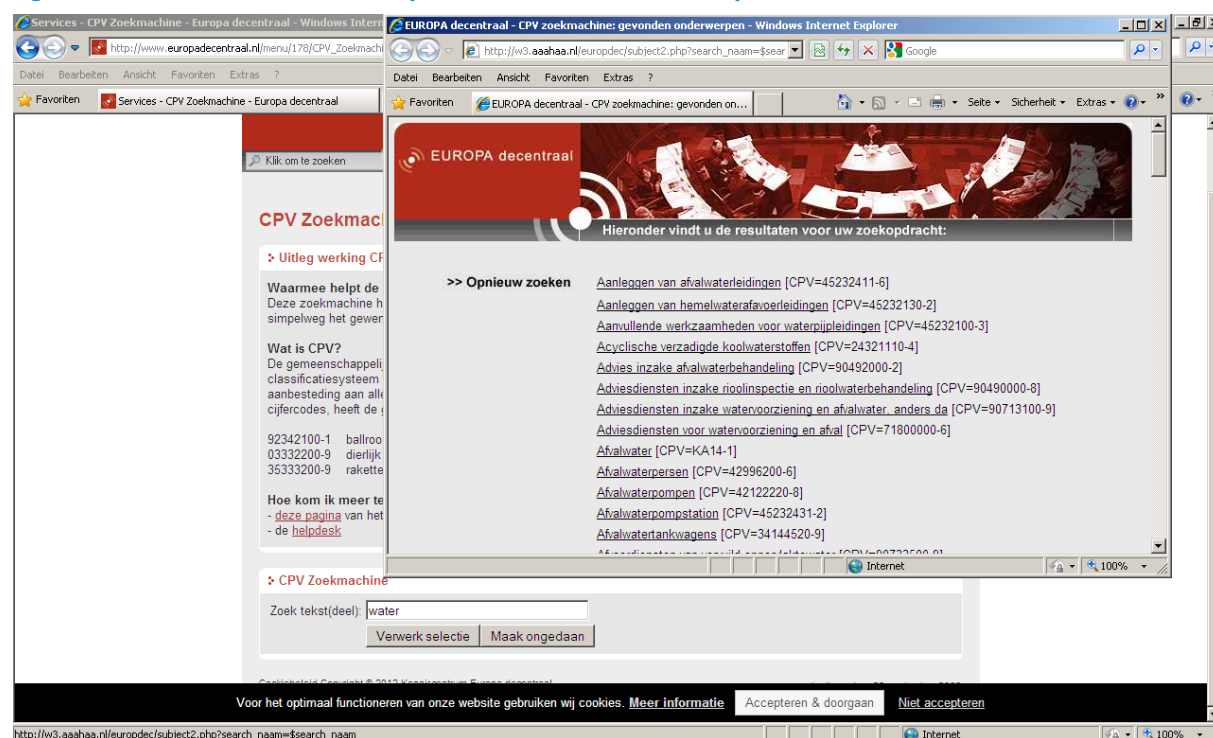 Services - CPV Zoekmachine - Europa decentraal - Windows Intern
http://www.europadecentraal.nl/menu/178/CPV_Zoekmachi
Datei Bearbeiten Ansicht Favoriten Extras ?
Favoriten Services - CPV Zoekmachine - Europa decentraal
Klik om te zoeken
CPV Zoekmac
Uitleg werking CP
Waarmee helpt de
Deze zoekmachine h
simpelweg het gewen
Wat is CPV?
De gemeenschappeli
classificatiesysteem
aanbesteding aan alle
cijfercodes, heeft de g
92342100-1 ballroo
03332200-9 dierlijk
35333200-9 rakette
Hoe kom ik meer te
- deze pagina van het
- de helpdesk
CPV Zoekmachine
Zoek tekst(deel): water
Verwerk selectie Maak ongedaan
EUROPA decentraal - CPV zoekmachine: gevonden onderwerpen - Windows Internet Explorer
http://w3.aaahaa.nl/europdec/subject2.php?search_naam=$sear Google
Datei Bearbeiten Ansicht Favoriten Extras ?
Favoriten EUROPA decentraal - CPV zoekmachine: gevonden on... Seite Sicherheit Extras
EUROPA decentraal
Hieronder vindt u de resultaten voor uw zoekopdracht:
>> Opnieuw zoeken Aanleggen van afvalwaterleidingen [CPV=45232411-6]
Aanleggen van hemelwaterafavoerleidingen [CPV=45232130-2]
Aanvullende werkzaamheden voor waterpijpleidingen [CPV=45232100-3]
Acyclische verzadigde koolwaterstoffen [CPV=24321110-4]
Advies inzake afvalwaterbehandeling [CPV=90492000-2]
Adviesdiensten inzake rioolinspectie en rioolwaterbehandeling [CPV=90490000-8]
Adviesdiensten inzake watervoorziening en afvalwater, anders da [CPV=90713100-9]
Adviesdiensten voor watervoorziening en afval [CPV=71800000-6]
Afvalwater [CPV=KA14-1]
Afvalwaterpersen [CPV=42996200-6]
Afvalwaterpompen [CPV=42122220-8]
Afvalwaterpompstation [CPV=45232431-2]
Afvalwatertankwagens [CPV=34144520-9]
Internet 100%
Voor het optimaal functioneren van onze website gebruiken wij cookies. Meer informatie Accepteren & doorgaan Niet accepteren
http://w3.aaahaa.nl/europdec/subject2.php?search_naam=$search_naam Internet 100%